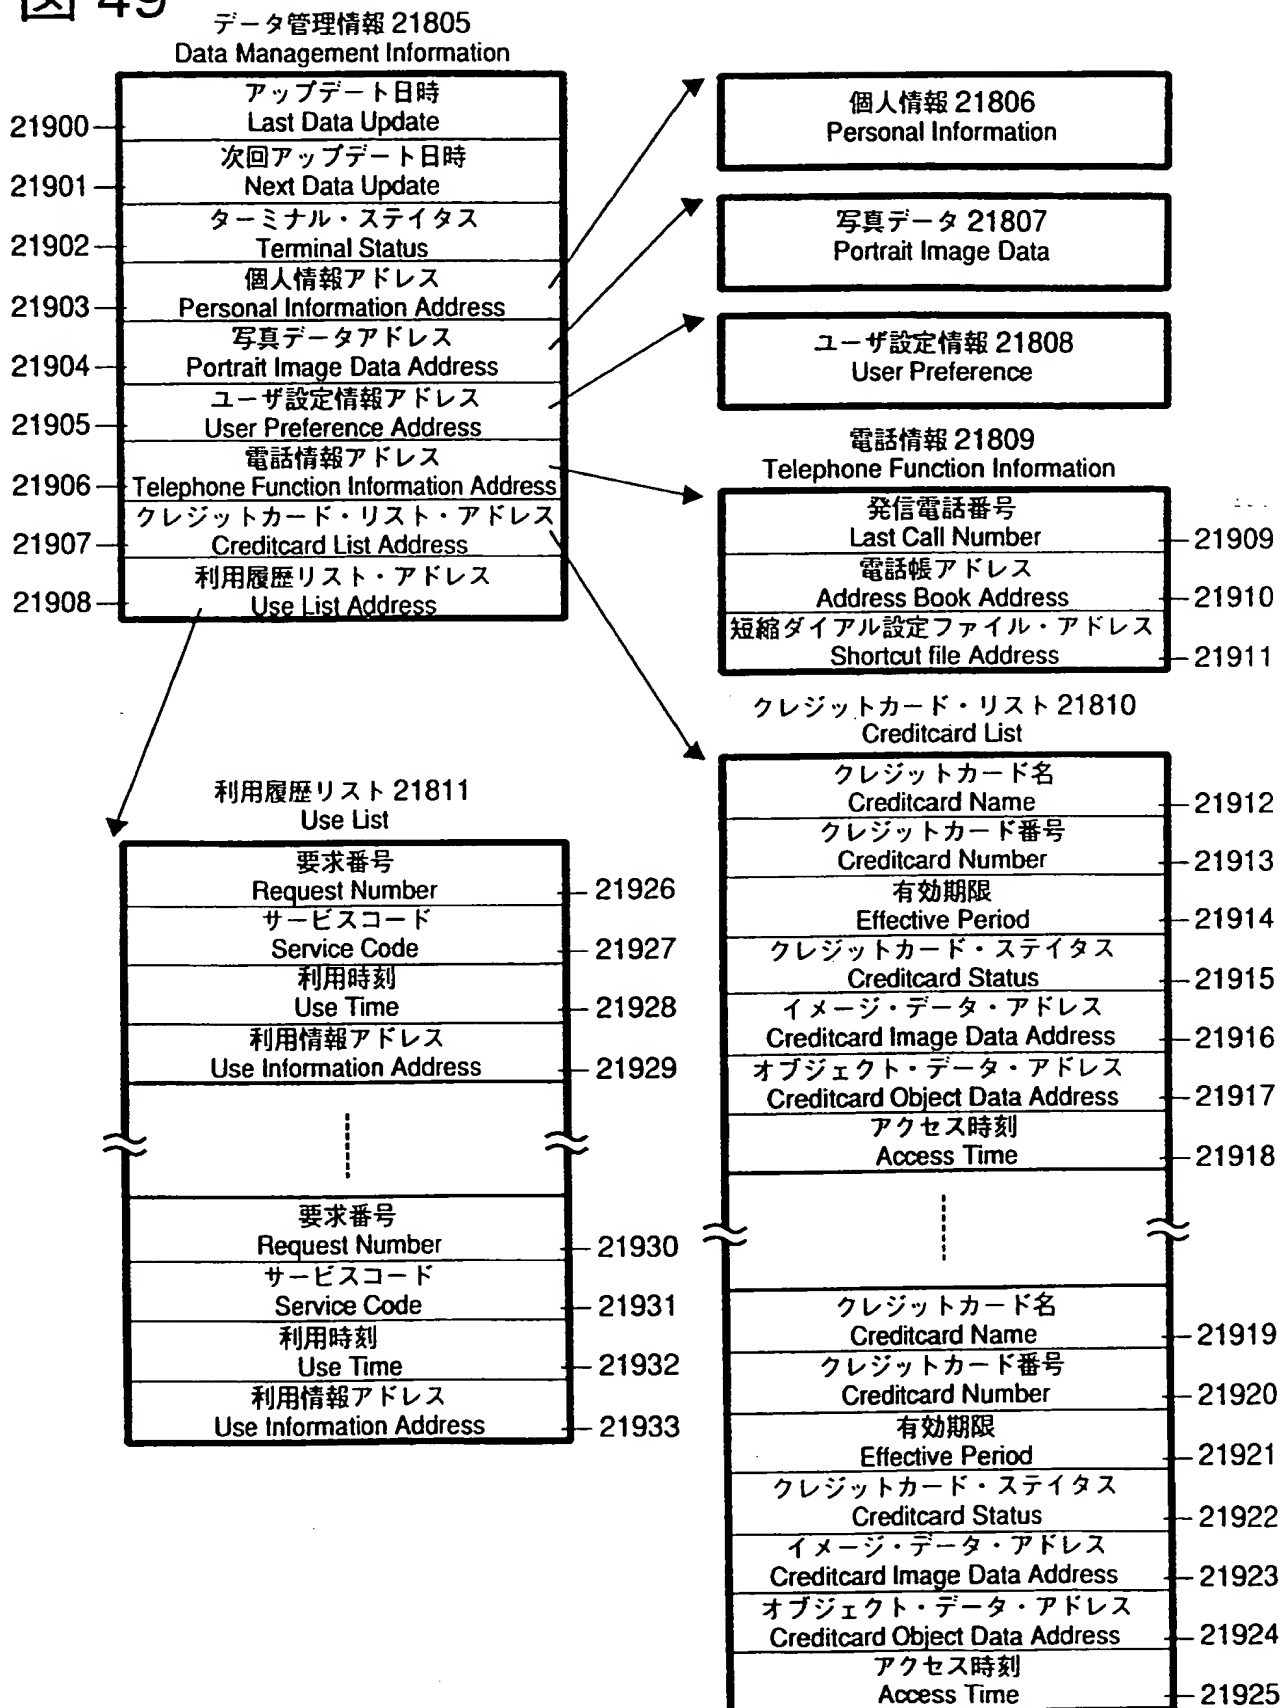 図 49
データ管理情報 21805
Data Management Information
アップデート日時
21900
Last Data Update
次回アップデート日時
21901
Next Data Update
ターミナル・ステイタス
21902
Terminal Status
個人情報アドレス
21903
Personal Information Address
写真データアドレス
21904
Portrait Image Data Address
ユーザ設定情報アドレス
21905
User Preference Address
電話情報アドレス
21906
Telephone Function Information Address
クレジットカード・リスト・アドレス
21907
Creditcard List Address
利用履歴リスト・アドレス
21908
Use List Address
個人情報 21806
Personal Information
写真データ 21807
Portrait Image Data
ユーザ設定情報 21808
User Preference
電話情報 21809
Telephone Function Information
発信電話番号
Last Call Number
21909
電話帳アドレス
Address Book Address
21910
短縮ダイアル設定ファイル・アドレス
Shortcut file Address
21911
利用履歴リスト 21811
Use List
要求番号
Request Number
21926
サービスコード
Service Code
21927
利用時刻
Use Time
21928
利用情報アドレス
Use Information Address
21929
要求番号
Request Number
21930
サービスコード
Service Code
21931
利用時刻
Use Time
21932
利用情報アドレス
Use Information Address
21933
クレジットカード・リスト 21810
Creditcard List
クレジットカード名
Creditcard Name
21912
クレジットカード番号
Creditcard Number
21913
有効期限
Effective Period
21914
クレジットカード・ステイタス
Creditcard Status
21915
イメージ・データ・アドレス
Creditcard Image Data Address
21916
オブジェクト・データ・アドレス
Creditcard Object Data Address
21917
アクセス時刻
Access Time
21918
クレジットカード名
Creditcard Name
21919
クレジットカード番号
Creditcard Number
21920
有効期限
Effective Period
21921
クレジットカード・ステイタス
Creditcard Status
21922
イメージ・データ・アドレス
Creditcard Image Data Address
21923
オブジェクト・データ・アドレス
Creditcard Object Data Address
21924
アクセス時刻
Access Time
21925